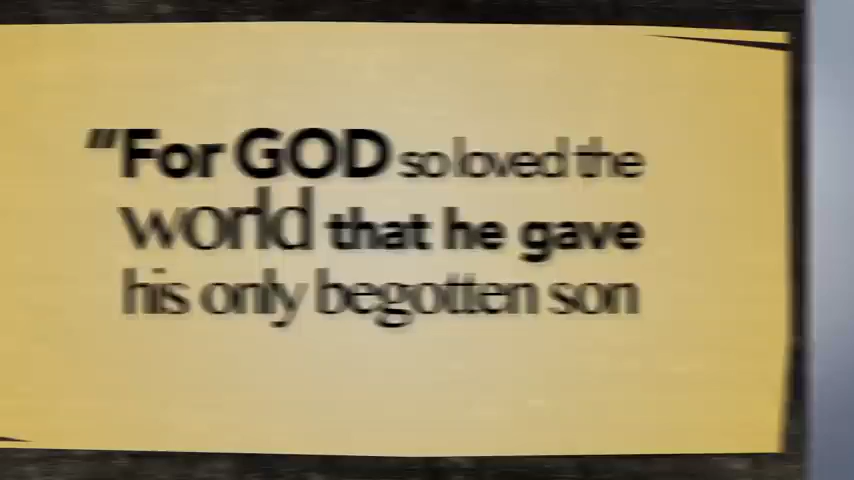 “For GOD so loved the
world that he gave
his only begotten son